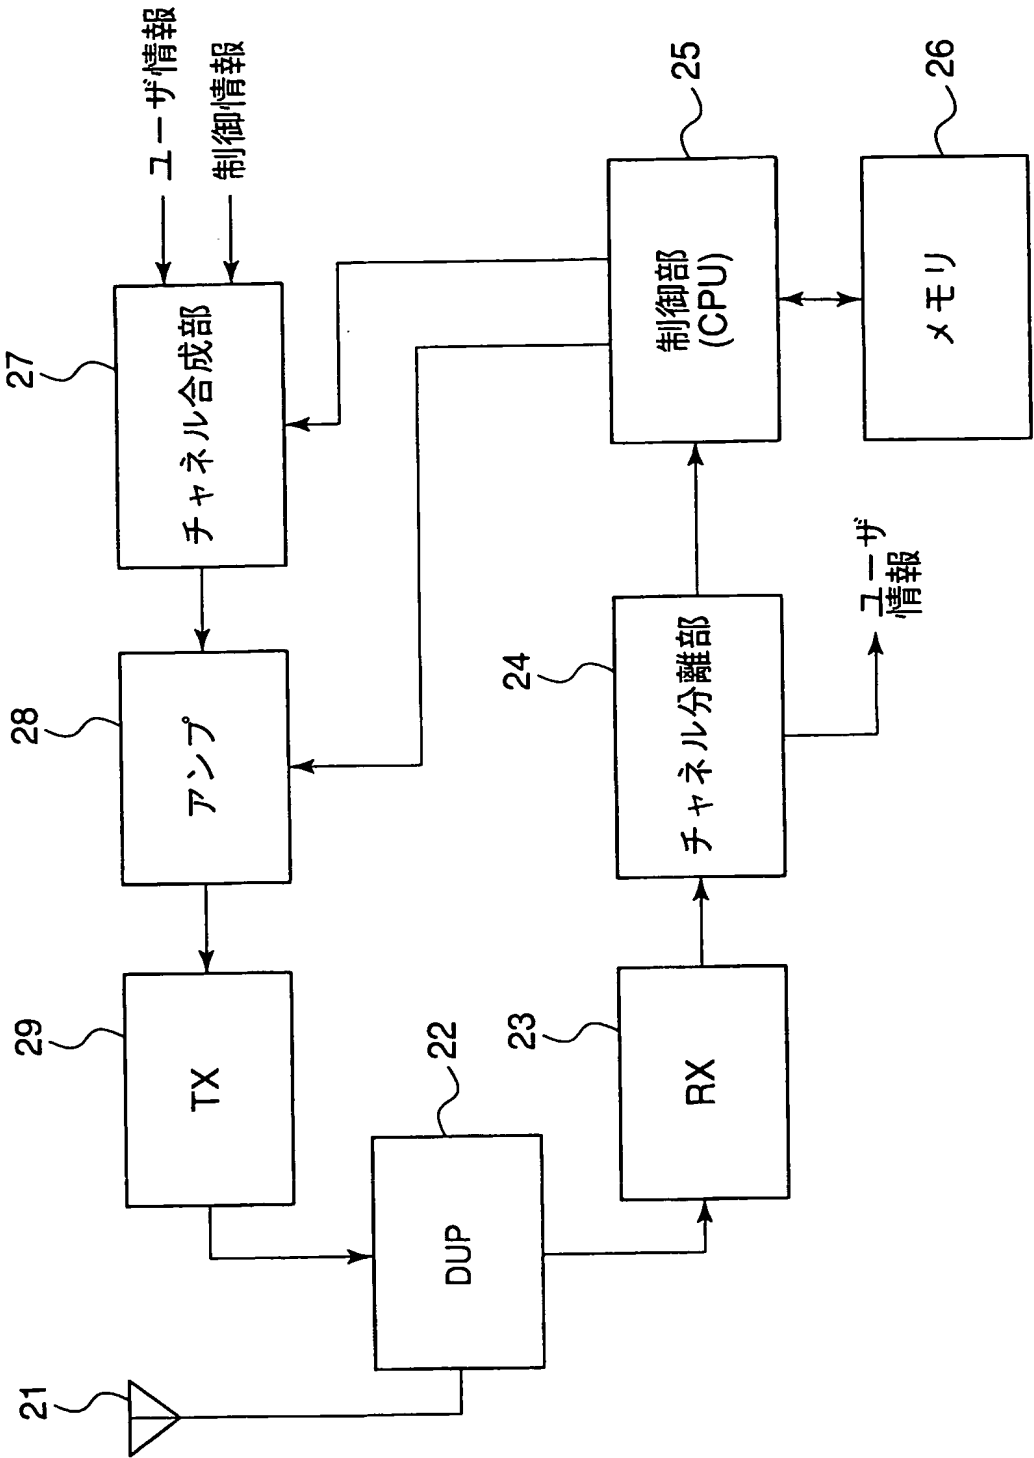 21
22
DUP
29
TX
28
アンプ
27
チャネル合成部
ユーザ情報
制御情報
23
RX
24
チャネル分離部
ユーザ
情報
25
制御部
(CPU)
26
メモリ